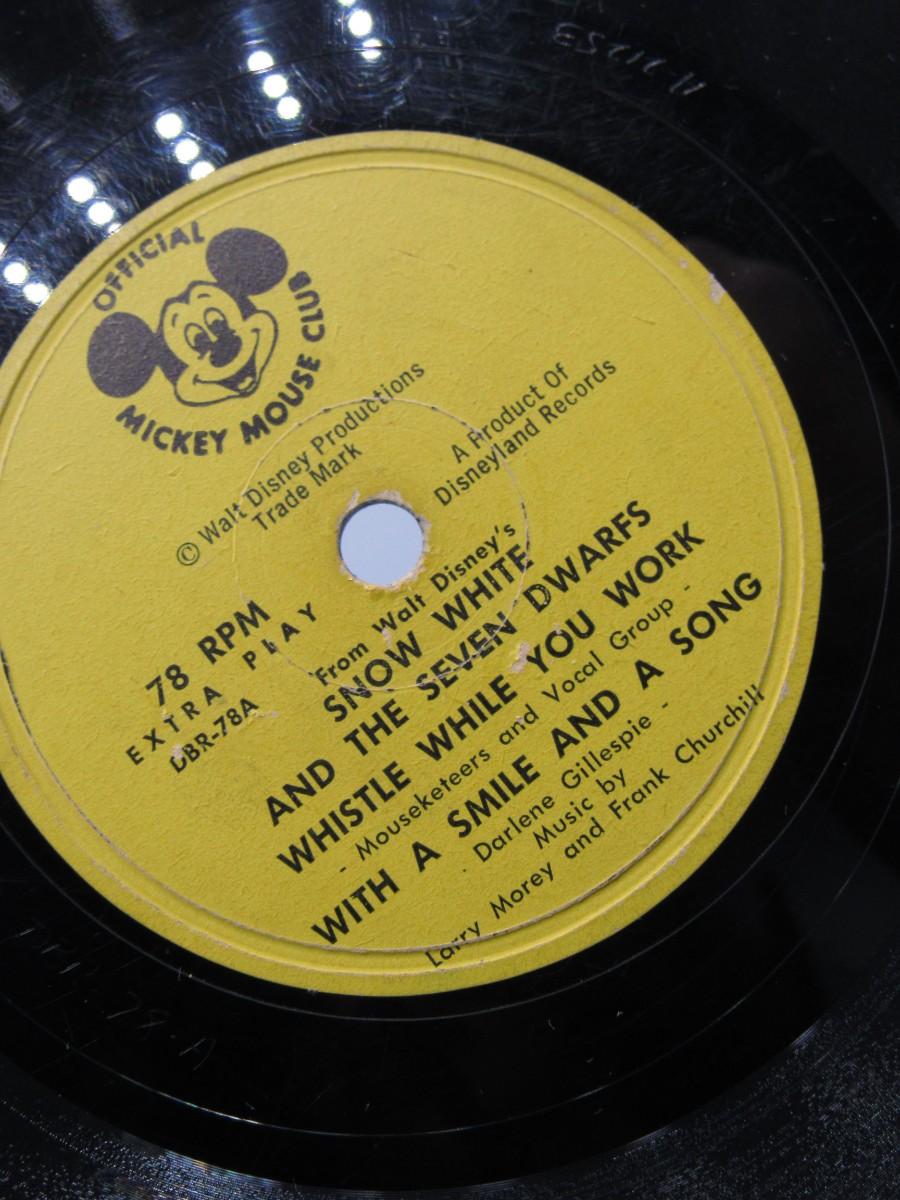 OFFICIAL
MICKEY MOUSE CLUB
© Walt Disney Productions
Trade Mark
A Product Of
Disneyland Records
78 RPM
EXTRA PLAY
DBR-78A
From Walt Disney's
SNOW WHITE
AND THE SEVEN DWARFS
WHISTLE WHILE YOU WORK
- Mouseketeers and Vocal Group -
WITH A SMILE AND A SONG
Darlene Gillespie -
Music by
Larry Morey and Frank Churchill